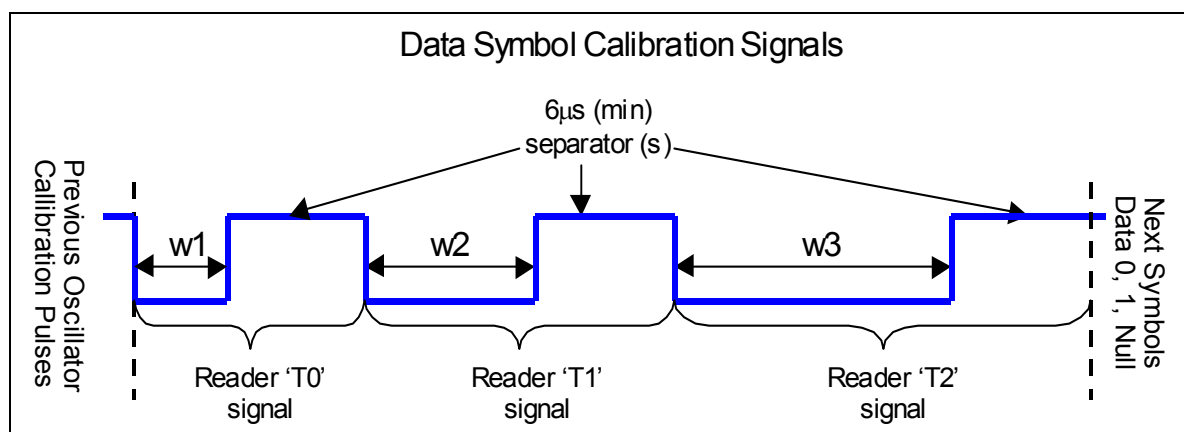 Data Symbol Calibration Signals
6μs (min)
separator (s)
Previous Oscillator
Callibration Pulses
w1
w2
w3
Next Symbols
Data 0, 1, Null
Reader ‘T0’
signal
Reader ‘T1’
signal
Reader ‘T2’
signal